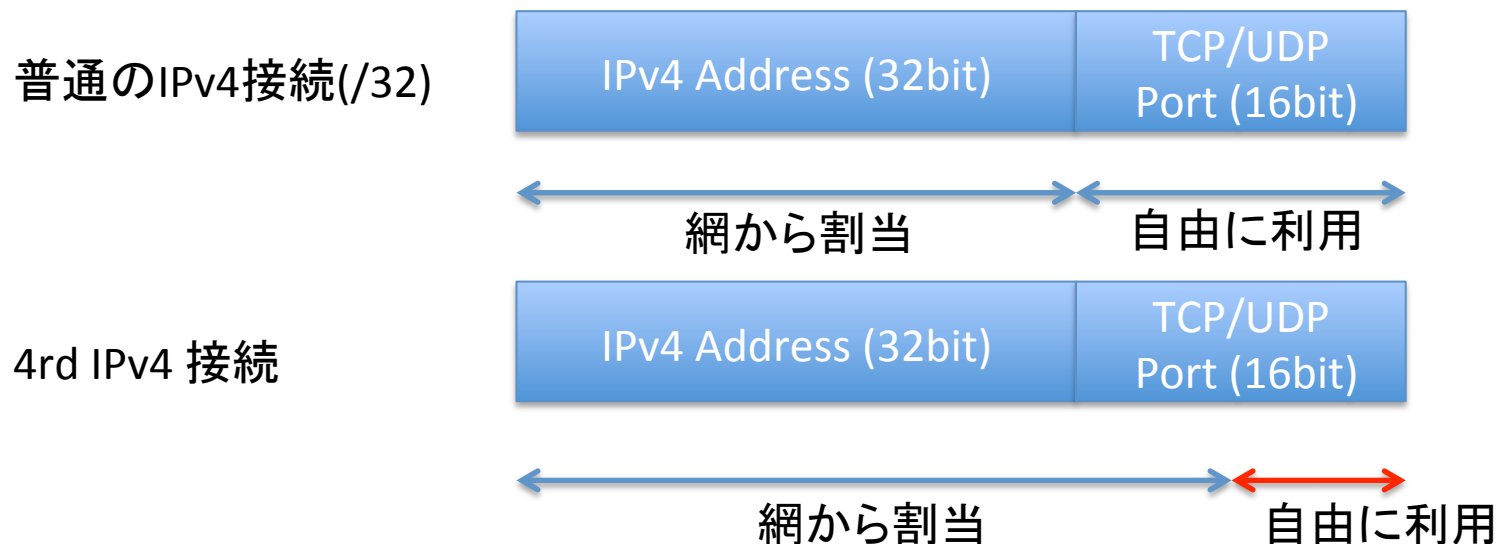 普通のIPv4接続(/32)
IPv4 Address (32bit)
TCP/UDP
Port (16bit)
網から割当
自由に利用
4rd IPv4 接続
IPv4 Address (32bit)
TCP/UDP
Port (16bit)
網から割当
自由に利用